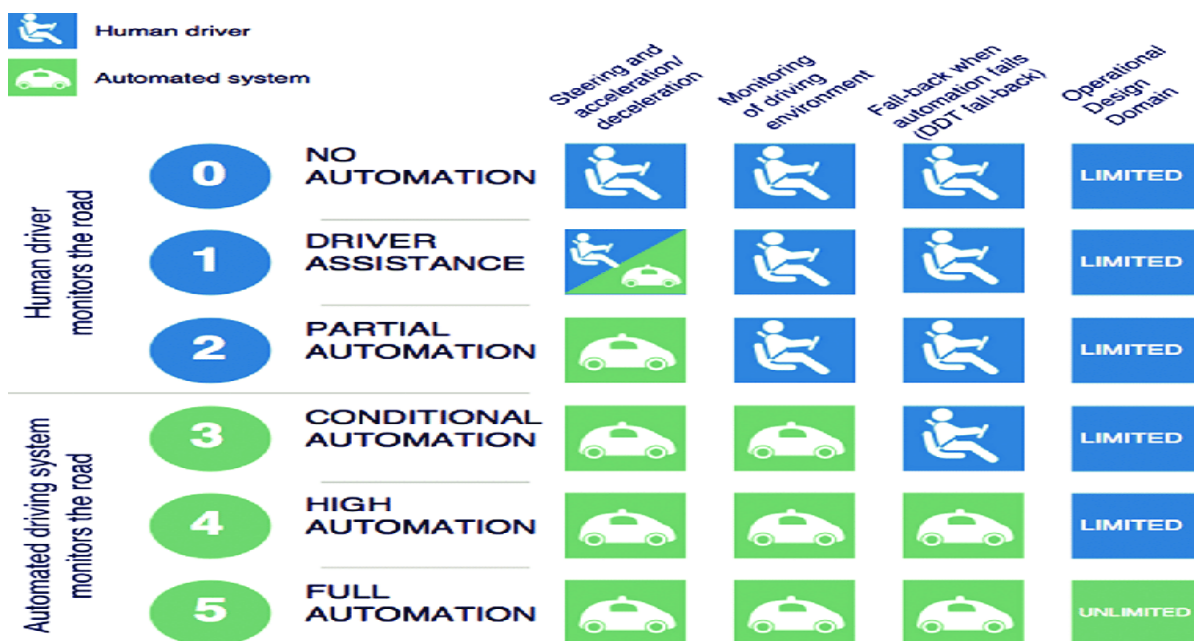 Human driver
Automated system
Steering and
acceleration/
deceleration
Monitoring
of driving
environment
Fall-back when
automation fails
(DDT fall-back)
Operational
Design
Domain
Human driver
monitors the road
0
NO
AUTOMATION
LIMITED
1
DRIVER
ASSISTANCE
LIMITED
2
PARTIAL
AUTOMATION
LIMITED
Automated driving system
monitors the road
3
CONDITIONAL
AUTOMATION
LIMITED
4
HIGH
AUTOMATION
LIMITED
5
FULL
AUTOMATION
UNLIMITED